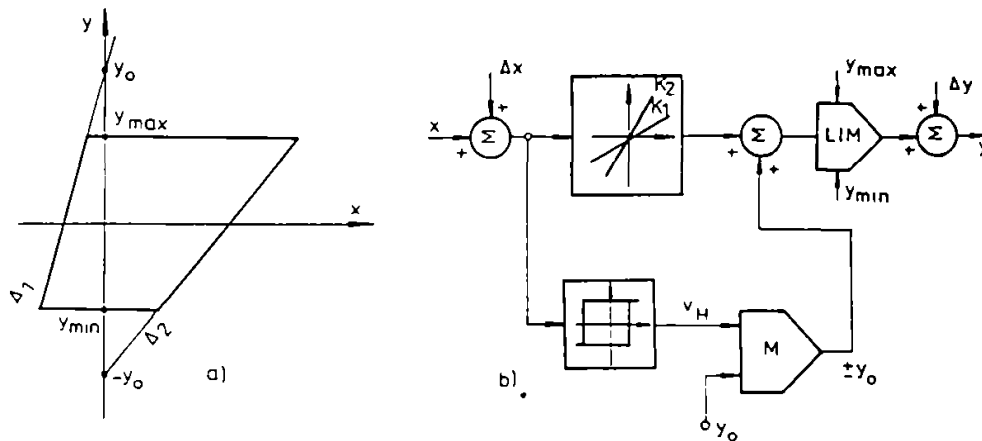 y
y₀
y_max
x
Δ₁
y_min
Δ₂
-y₀
a)
Δx
+
x
+
Σ
K₂
K₁
+
Σ
+
y_max
LIM
y_min
Δy
+
+
Σ
y
v_H
M
±y₀
y₀
b)